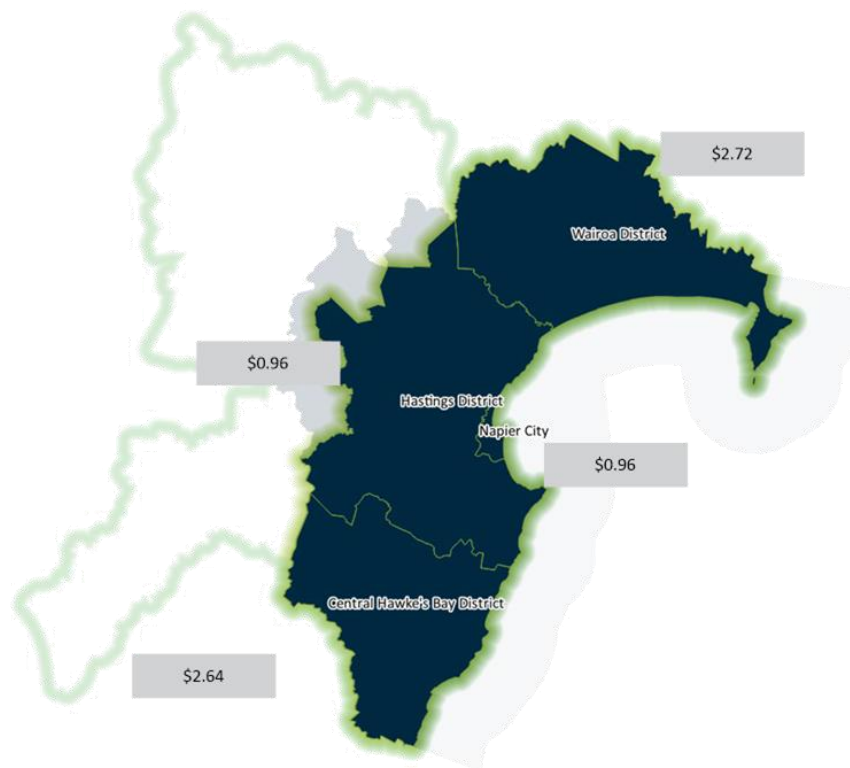 $2.72
Wairoa District
$0.96
Hastings District
Napier City
$0.96
Central Hawke's Bay District
$2.64